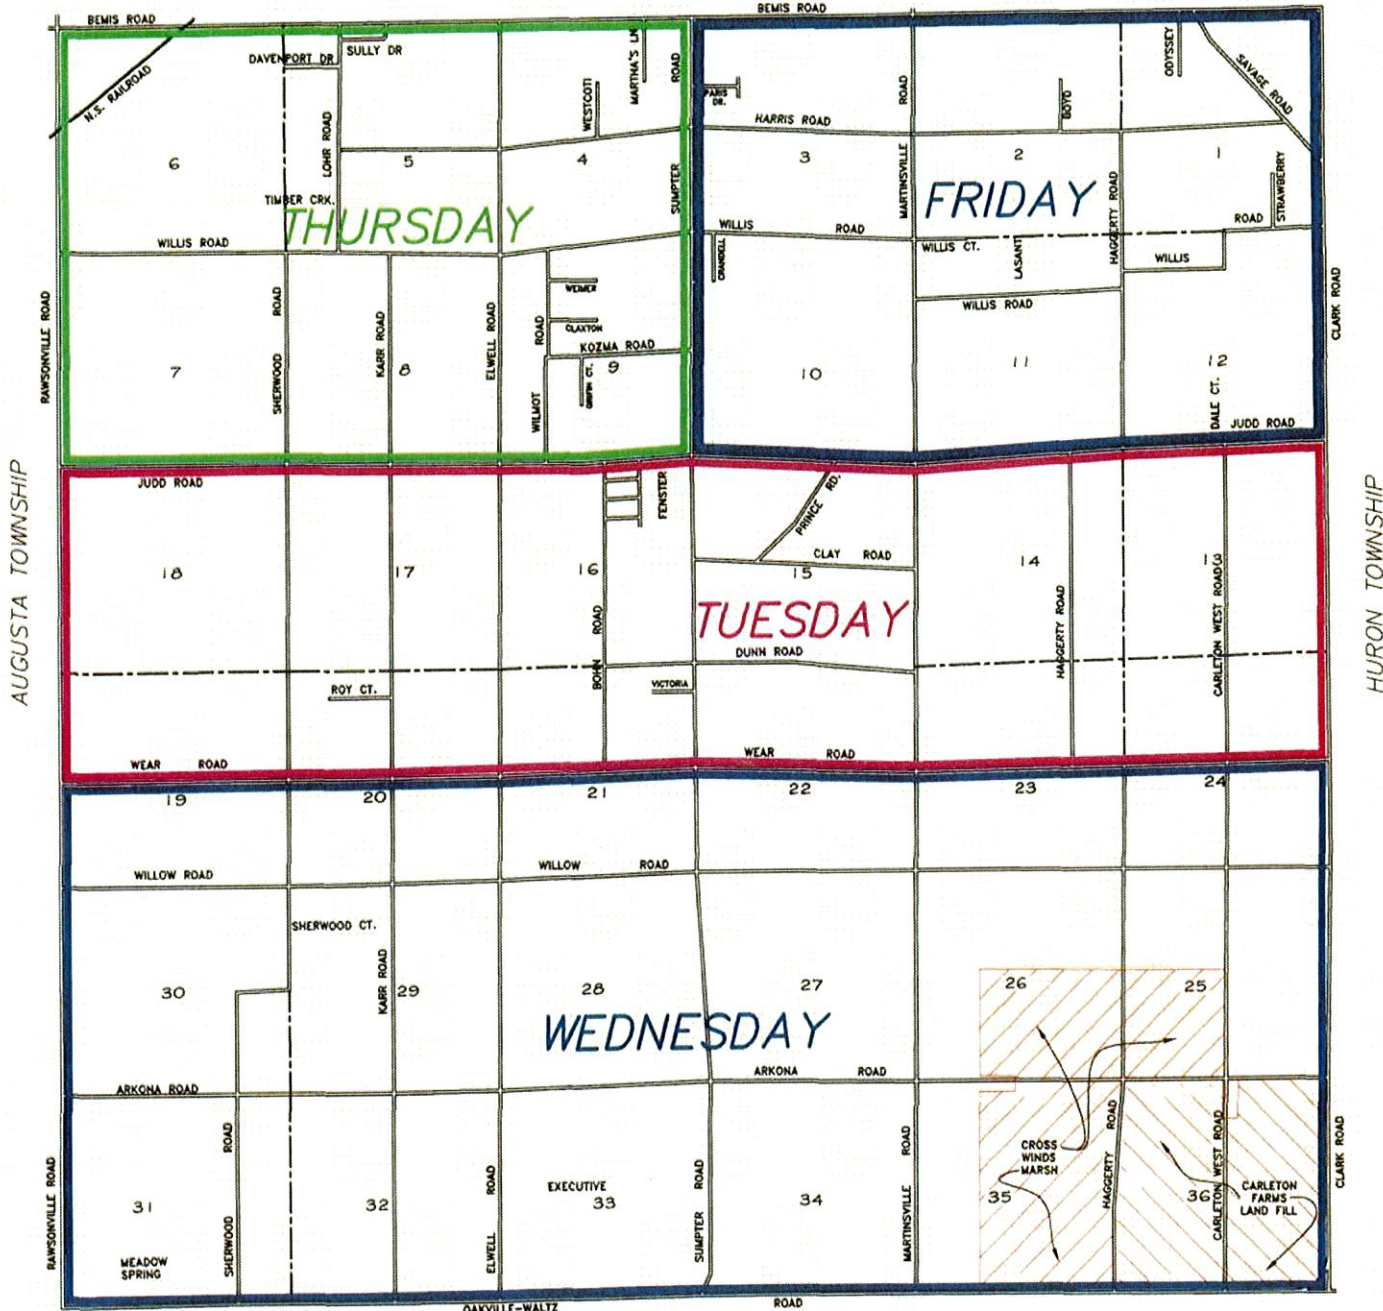 BEMIS ROAD
BEMIS ROAD
N.S. RAILROAD
DAVENPORT DR
SULLY DR
LOHR ROAD
WESTCOTT
MARTHA'S LN
SUMPTER ROAD
6
5
4
TIMBER CRK.
THURSDAY
WILLIS ROAD
RAWSONVILLE ROAD
SHERWOOD ROAD
KARR ROAD
ELWELL ROAD
WILMOT ROAD
WEIMER
CLAXTON
KOZMA ROAD
GRIFIN CT.
7
8
9
PARIS
DR.
HARRIS ROAD
MARTINSVILLE ROAD
BOYD
ODYSSEY
SAVAGE ROAD
3
2
1
FRIDAY
HAGGERTY ROAD
STRAWBERRY
WILLIS ROAD
CRANDELL
WILLIS CT.
LASANT
WILLIS ROAD
WILLIS ROAD
CLARK ROAD
10
11
12
DALE CT.
JUDD ROAD
AUGUSTA TOWNSHIP
HURON TOWNSHIP
JUDD ROAD
FENSTER
PRINCE RD.
CLAY ROAD
18
17
16
15
14
13
TUESDAY
BOHN ROAD
DUNN ROAD
HAGGERTY ROAD
CARLETON WEST ROAD
ROY CT.
VICTORIA
WEAR ROAD
WEAR ROAD
19
20
21
22
23
24
WILLOW ROAD
WILLOW ROAD
SHERWOOD CT.
KARR ROAD
30
29
28
27
26
25
WEDNESDAY
ARKONA ROAD
ARKONA ROAD
RAWSONVILLE ROAD
SHERWOOD ROAD
ELWELL ROAD
SUMPTER ROAD
MARTINSVILLE ROAD
HAGGERTY ROAD
CARLETON WEST ROAD
CLARK ROAD
CROSS
WINDS
MARSH
CARLETON
FARMS
LAND FILL
EXECUTIVE
31
32
33
34
35
36
MEADOW
SPRING
OAKVILLE-WALTZ ROAD